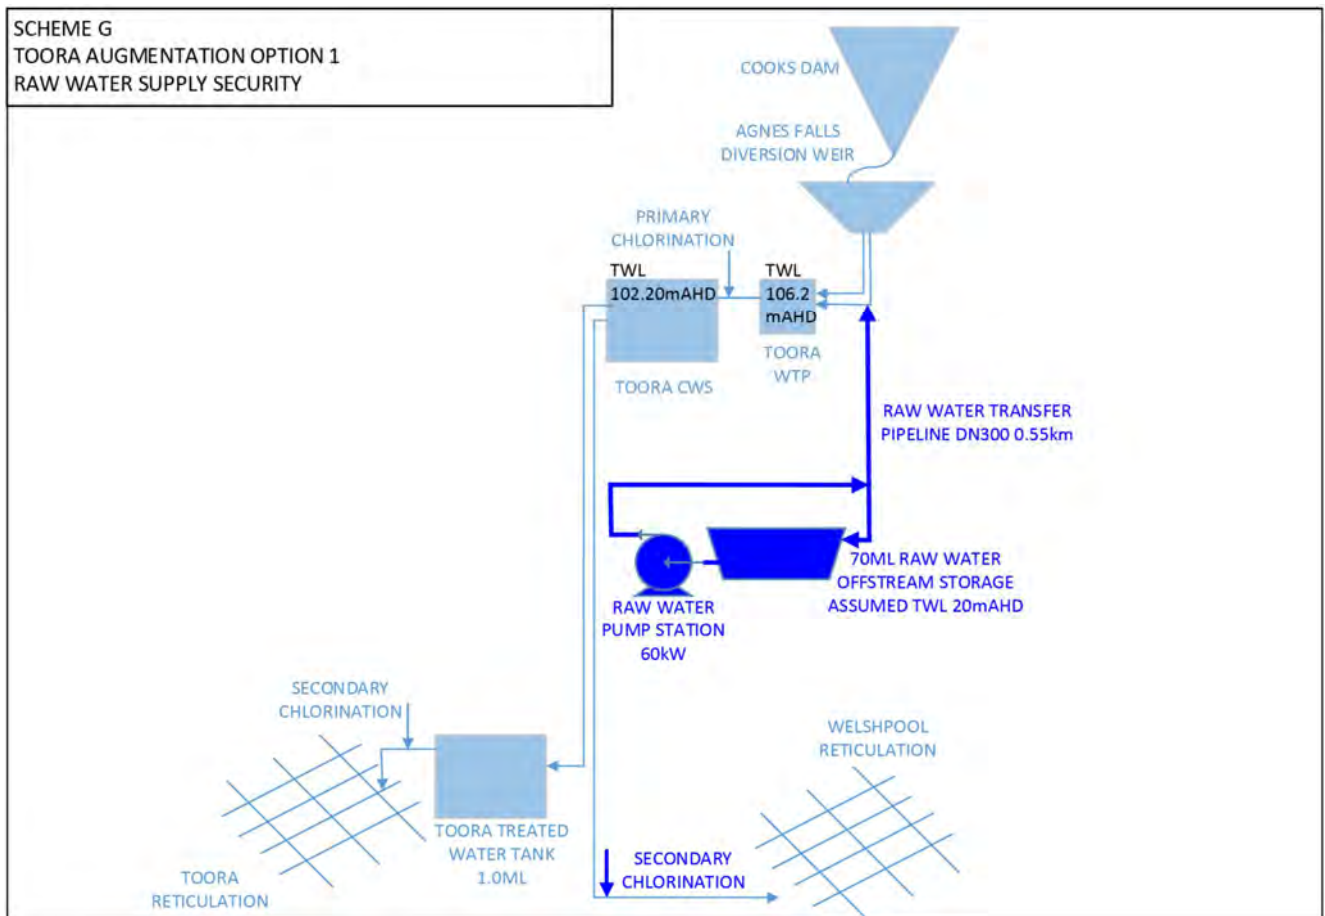 SCHEME G
TOORA AUGMENTATION OPTION 1
RAW WATER SUPPLY SECURITY
COOKS DAM
AGNES FALLS
DIVERSION WEIR
PRIMARY
CHLORINATION
TWL
102.20mAHD
TWL
106.2
mAHD
TOORA
WTP
TOORA CWS
RAW WATER TRANSFER
PIPELINE DN300 0.55km
70ML RAW WATER
OFFSTREAM STORAGE
ASSUMED TWL 20mAHD
RAW WATER
PUMP STATION
60kW
SECONDARY
CHLORINATION
WELSHPOOL
RETICULATION
TOORA TREATED
WATER TANK
1.0ML
TOORA
RETICULATION
SECONDARY
CHLORINATION